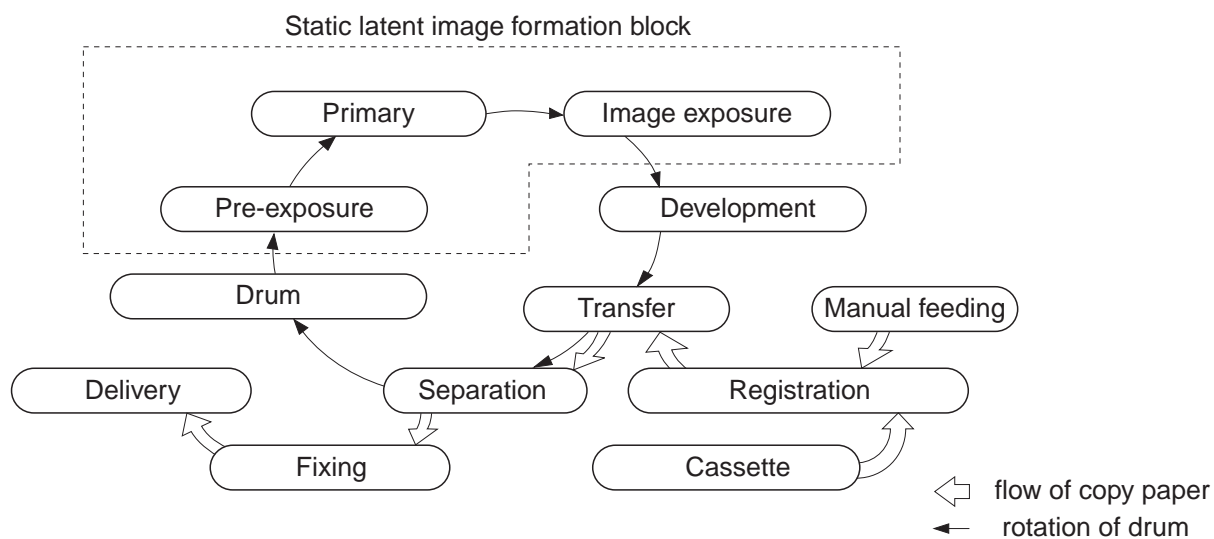 Static latent image formation block
Primary
Image exposure
Pre-exposure
Development
Drum
Transfer
Manual feeding
Delivery
Separation
Registration
Fixing
Cassette
flow of copy paper
rotation of drum